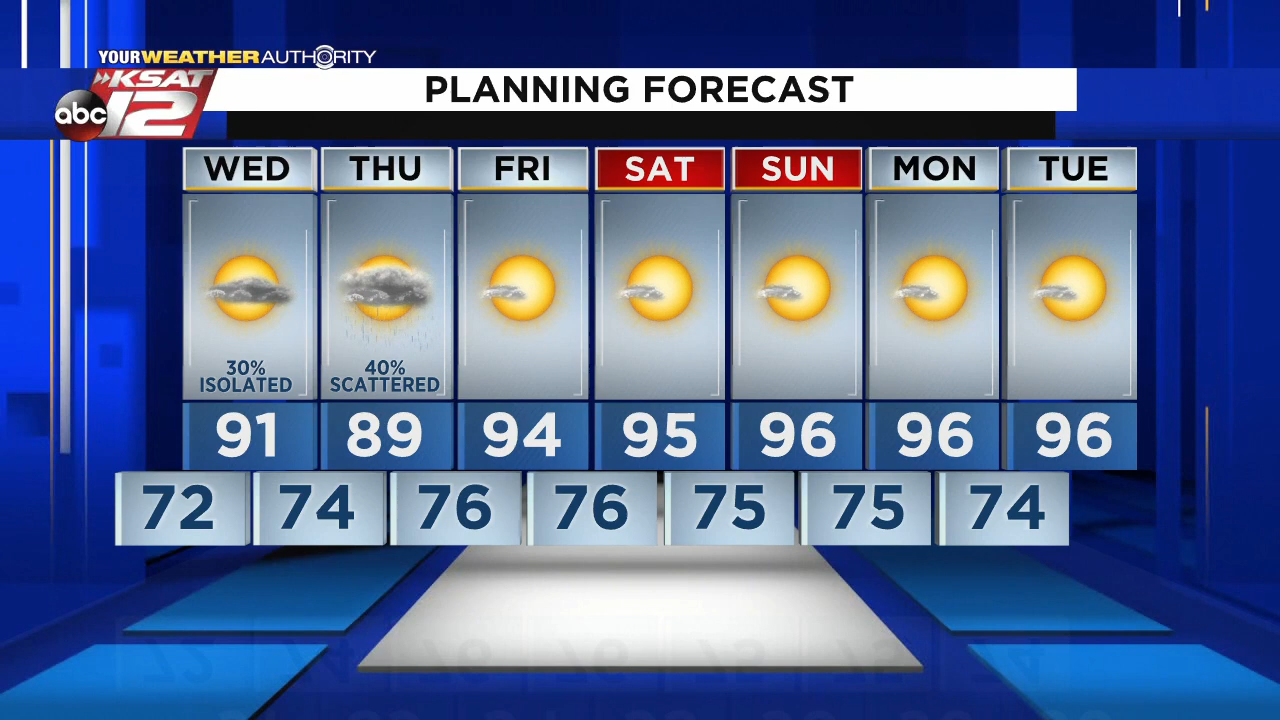 YOURWEATHERAUTHORITY
KSAT
abc 12
PLANNING FORECAST
WED THU FRI SAT SUN MON TUE
30% 40%
ISOLATED SCATTERED
91 89 94 95 96 96 96
72 74 76 76 75 75 74